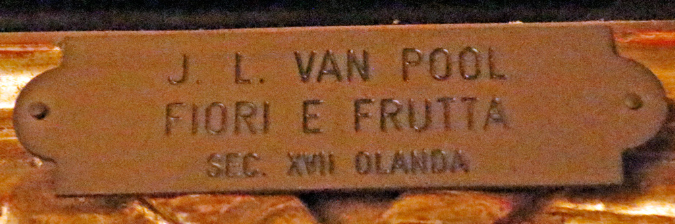 J. L. VAN POOL
FIORI E FRUTTA
SEC. XVII OLANDA